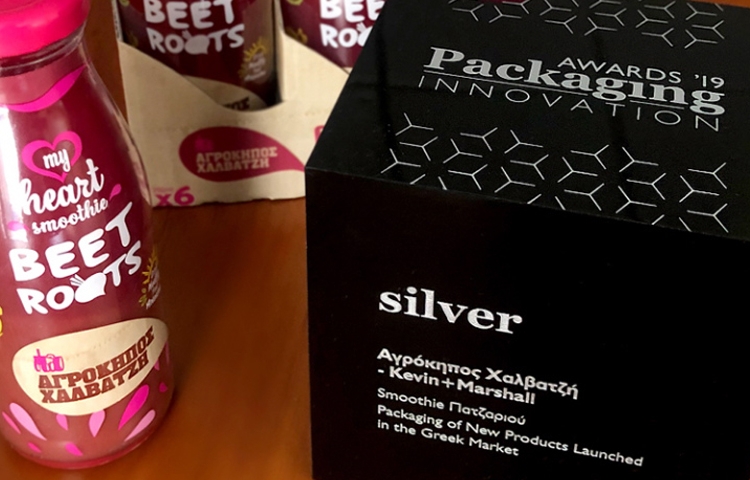 BEET
ROOTS
BEET
ROOTS
ΑΓΡΟΚΗΠΟΣ
ΧΑΛΒΑΤΖΗ
x6
my
heart
smoothie
BEET
ROOTS
ΑΓΡΟΚΗΠΟΣ
ΧΑΛΒΑΤΖΗ
AWARDS '19
Packaging
INNOVATION
silver
Αγρόκηπος Χαλβατζή
- Kevin+Marshall
Smoothie Πατζαριού
Packaging of New Products Launched
in the Greek Market